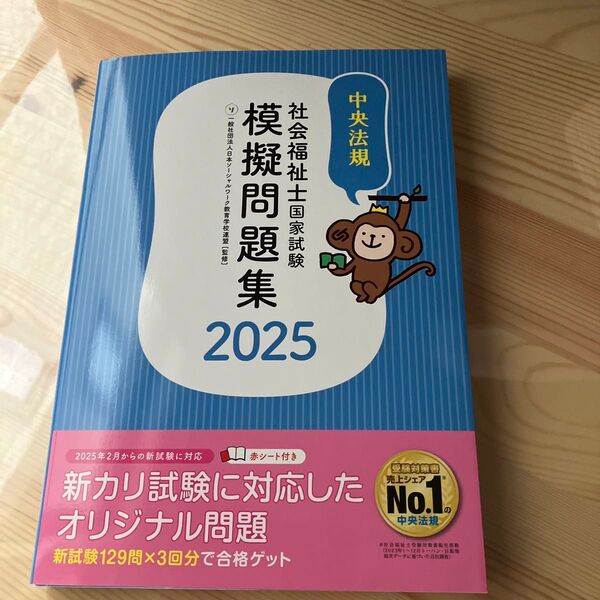 中央法規
社会福祉士国家試験
模擬問題集
一般社団法人日本ソーシャルワーク教育学校連盟[監修]
2025
2025年2月からの新試験に対応
赤シート付き
新カリ試験に対応した
オリジナル問題
新試験129問×3回分で合格ゲット
受験対策書
売上シェア
No.1の
中央法規